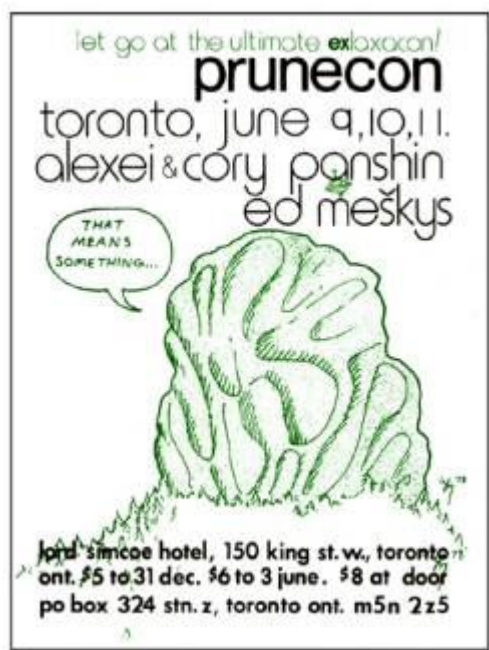 let go at the ultimate exlaxacon!
prunecon
toronto, june 9,10,11.
alexei & cory panshin
ed meškys
THAT
MEANS
SOMETHING...
lord simcoe hotel, 150 king st. w., toronto
ont. $5 to 31 dec. $6 to 3 june. $8 at door
po box 324 stn. z, toronto ont. m5n 2z5